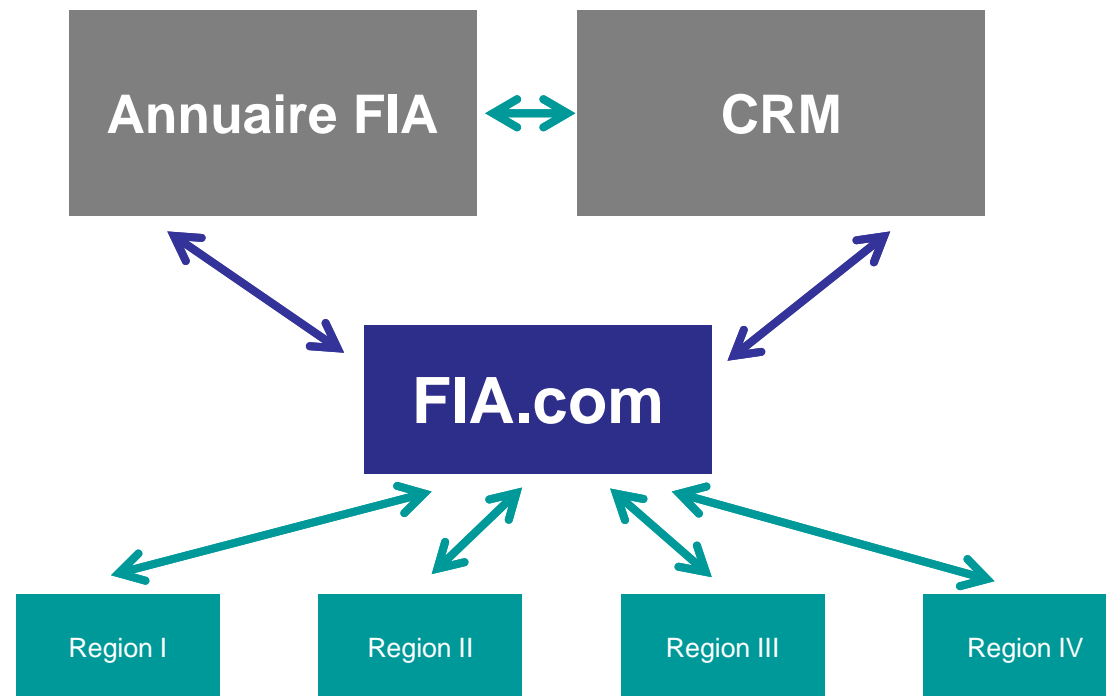 Annuaire FIA
CRM
FIA.com
Region I
Region II
Region III
Region IV